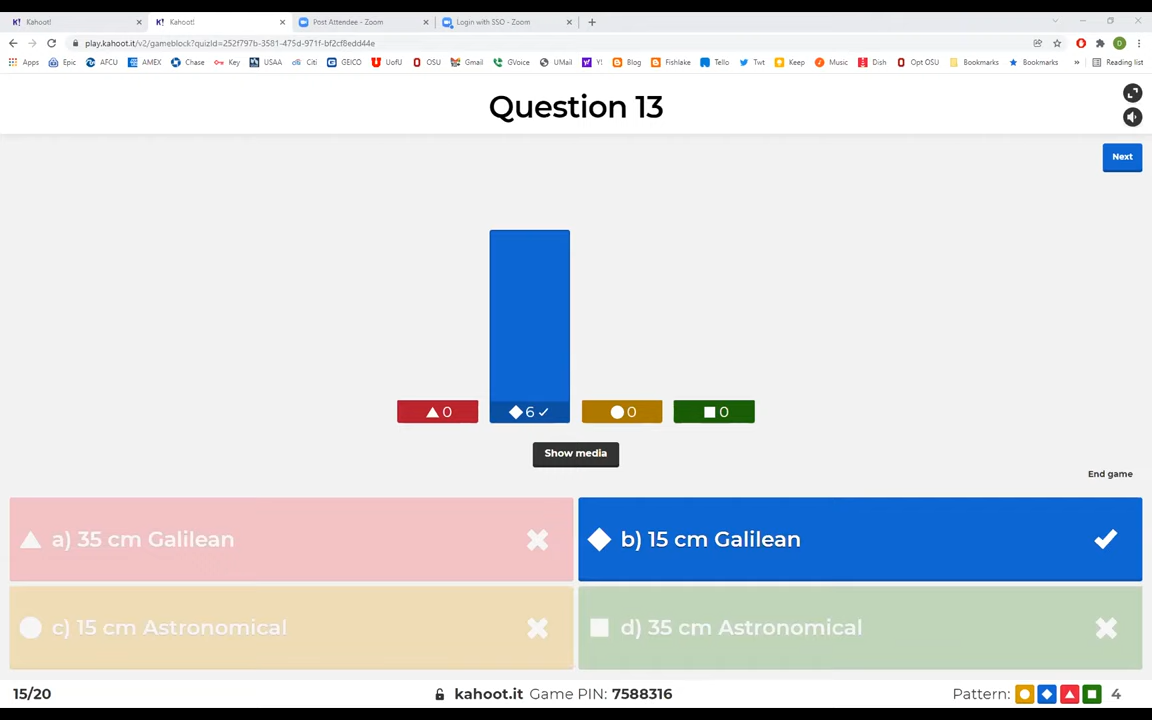 Kahoot!
Kahoot!
Post Attendee - Zoom
Login with SSO - Zoom
play.kahoot.it/v2/gameblock?quizId=252f797b-3581-475d-971f-bf2cf8edd44e
Apps Epic AFCU AMEX Chase Key USAA Citi GEICO UofU OSU Gmail GVoice UMail Y! Blog Fishlake Tello Twt Keep Music Dish Opt OSU Bookmarks Bookmarks » Reading list
Question 13
Next
0
6
0
0
Show media
End game
a) 35 cm Galilean
b) 15 cm Galilean
c) 15 cm Astronomical
d) 35 cm Astronomical
15/20
kahoot.it Game PIN: 7588316
Pattern: 4